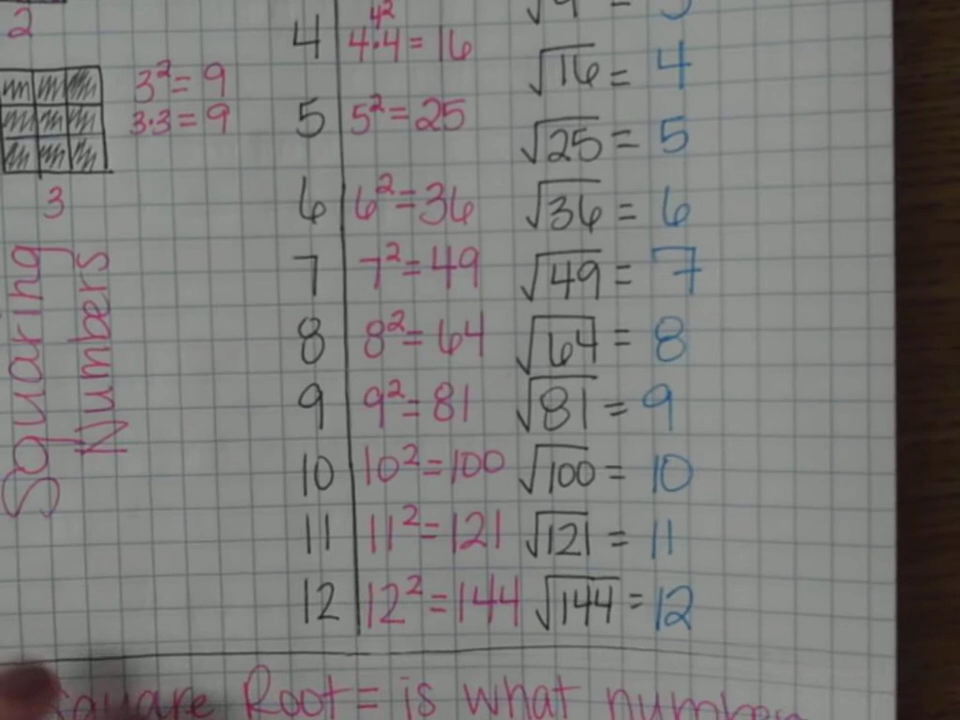 2
3² = 9
3·3 = 9
3
Squaring
Numbers
4²
4 4·4 = 16
5 5² = 25
6 6² = 36
7 7² = 49
8 8² = 64
9 9² = 81
10 10² = 100
11 11² = 121
12 12² = 144
√16 = 4
√25 = 5
√36 = 6
√49 = 7
√64 = 8
√81 = 9
√100 = 10
√121 = 11
√144 = 12
Square Root = is what number